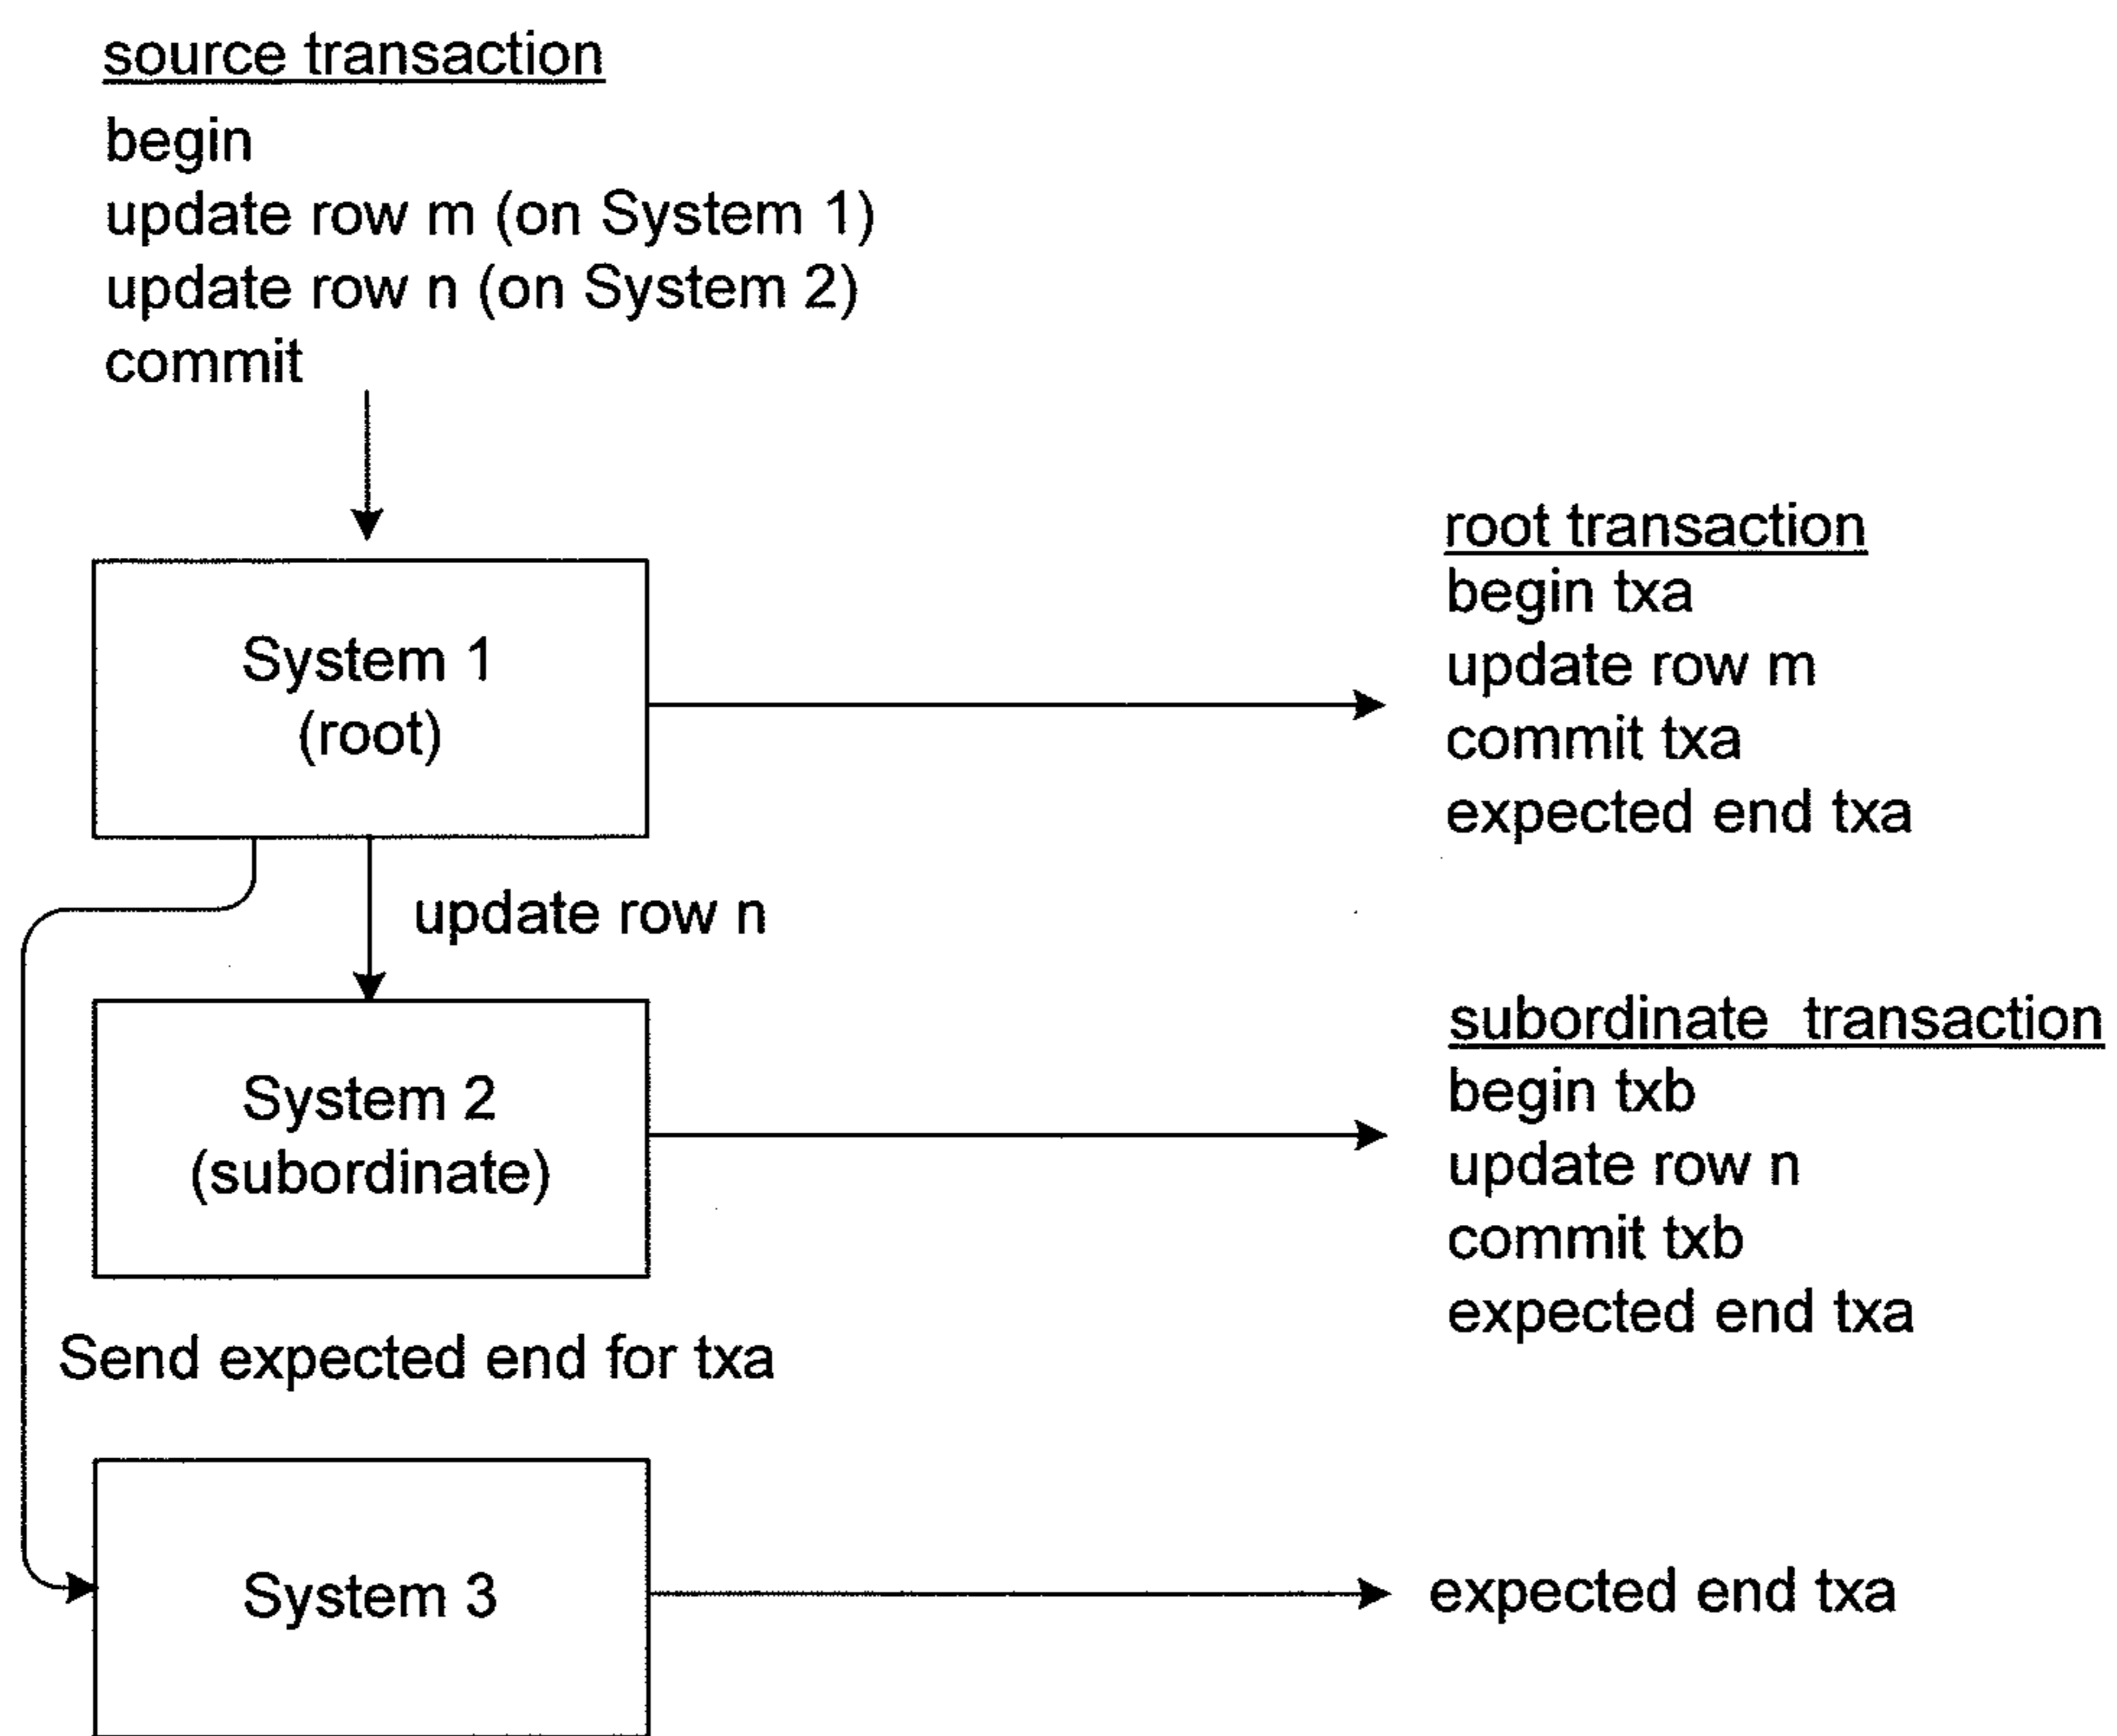 source transaction
begin
update row m (on System 1)
update row n (on System 2)
commit
System 1
(root)
root transaction
begin txa
update row m
commit txa
expected end txa
update row n
System 2
(subordinate)
subordinate transaction
begin txb
update row n
commit txb
expected end txa
Send expected end for txa
System 3
expected end txa